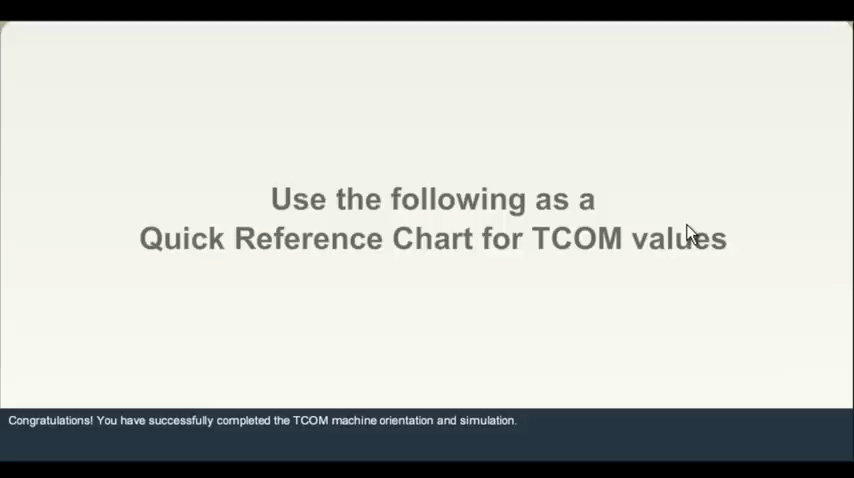 Use the following as a
Quick Reference Chart for TCOM values
Congratulations! You have successfully completed the TCOM machine orientation and simulation.